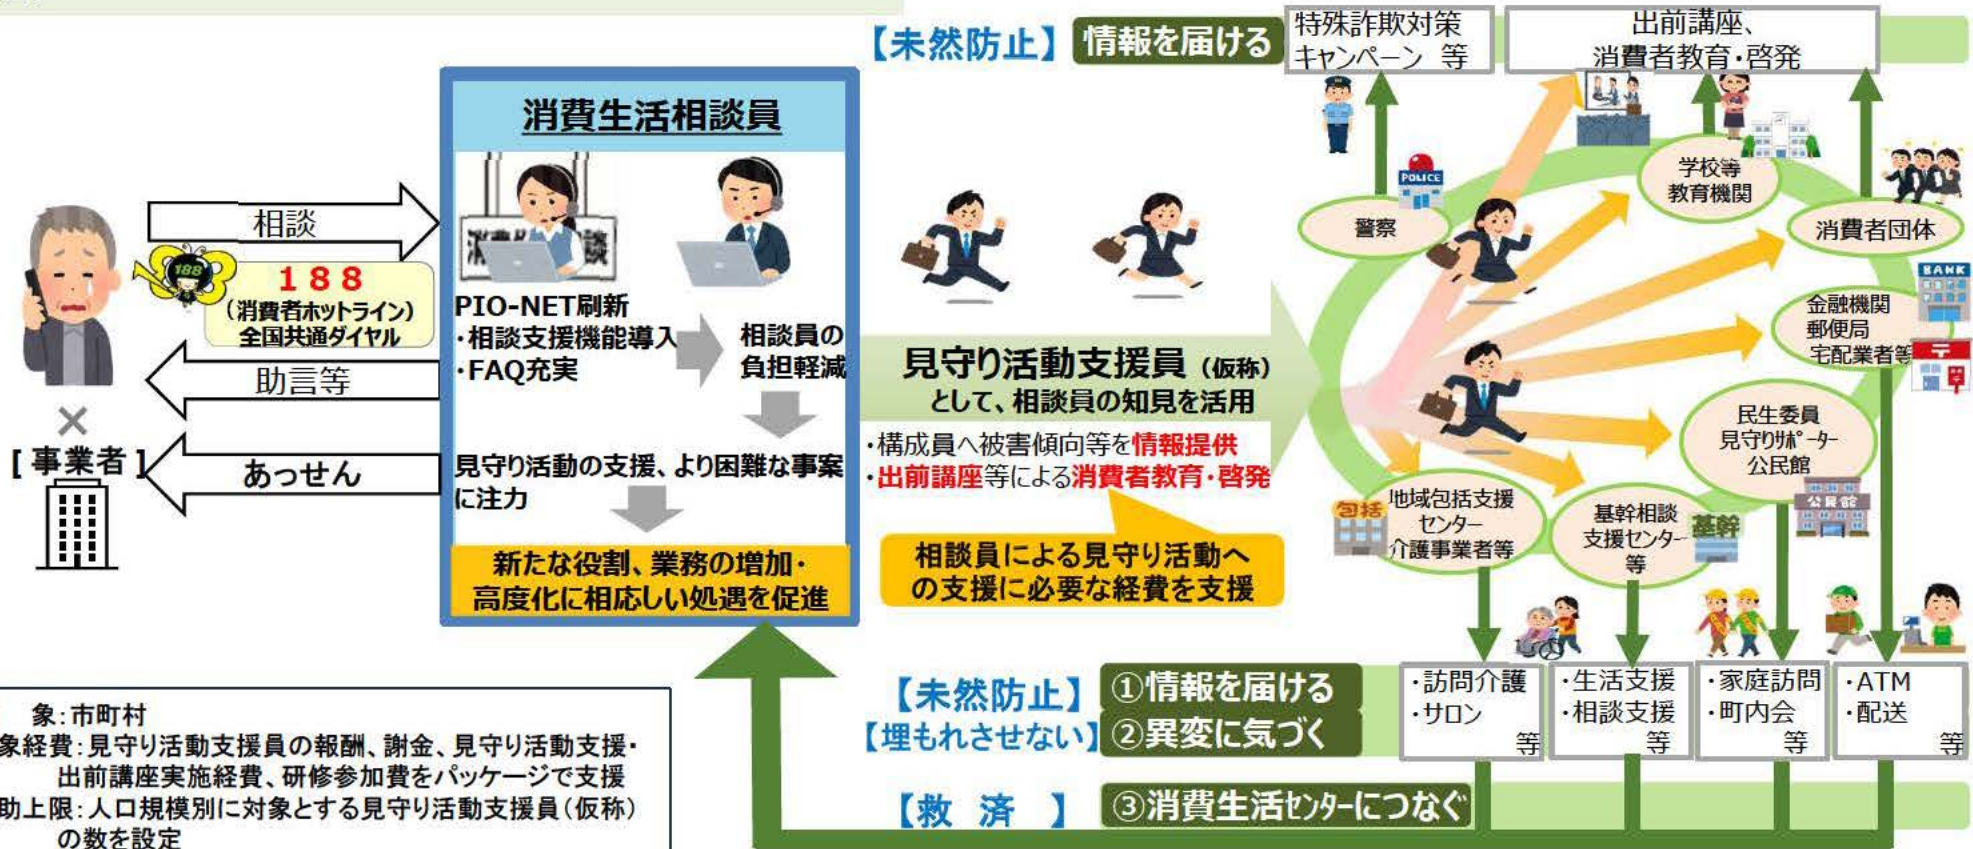 【未然防止】 情報を届ける
特殊詐欺対策
キャンペーン 等
出前講座、
消費者教育・啓発
消費生活相談員
相談
188
188
(消費者ホットライン)
全国共通ダイヤル
助言等
×
[事業者]
あっせん
PIO-NET刷新
・相談支援機能導入
・FAQ充実
相談員の
負担軽減
見守り活動の支援、より困難な事案
に注力
新たな役割、業務の増加・
高度化に相応しい処遇を促進
見守り活動支援員(仮称)
として、相談員の知見を活用
・構成員へ被害傾向等を情報提供
・出前講座等による消費者教育・啓発
相談員による見守り活動へ
の支援に必要な経費を支援
POLICE
警察
学校等
教育機関
消費者団体
BANK
金融機関
郵便局
宅配業者等
民生委員
見守りサポーター
公民館
公民館
基幹相談
支援センター
等
基幹
包括
地域包括支援
センター
介護事業者等
・訪問介護
・サロン
等
・生活支援
・相談支援
等
・家庭訪問
・町内会
等
・ATM
・配送
等
【未然防止】 ①情報を届ける
【埋もれさせない】 ②異変に気づく
【救 済 】 ③消費生活センターにつなぐ
象:市町村
象経費:見守り活動支援員の報酬、謝金、見守り活動支援・
出前講座実施経費、研修参加費をパッケージで支援
助上限:人口規模別に対象とする見守り活動支援員(仮称)
の数を設定